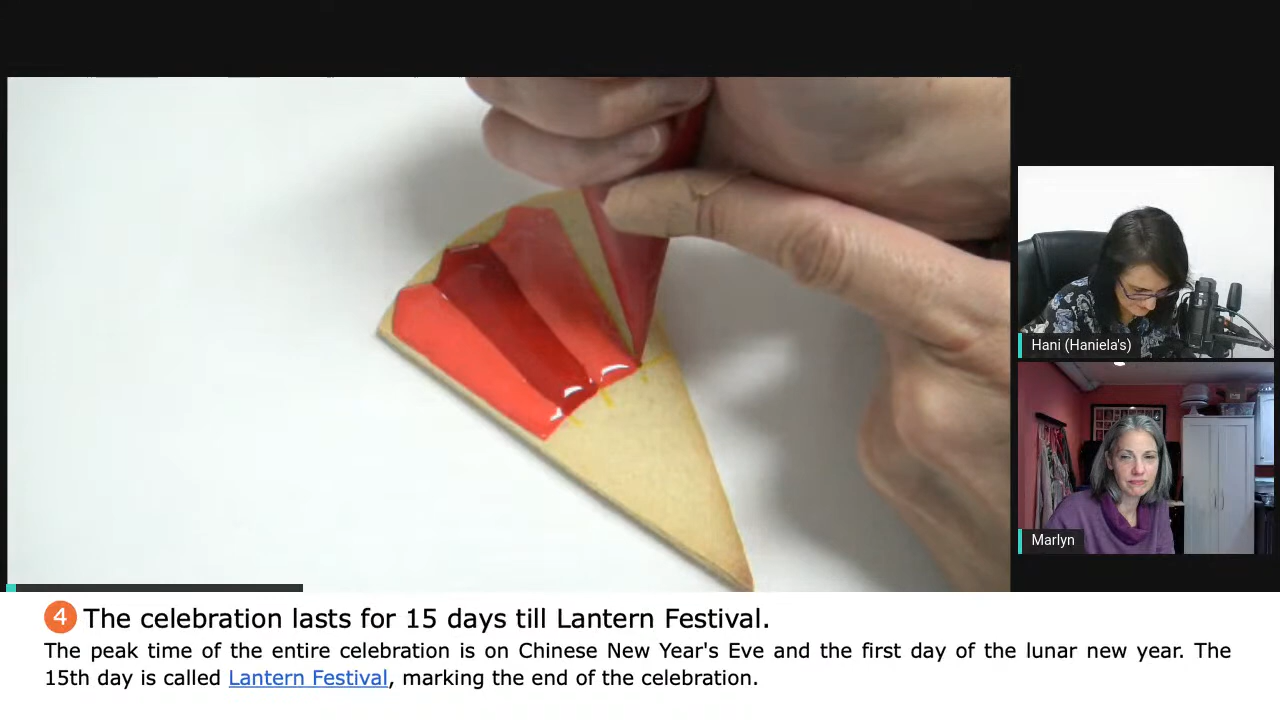 Hani (Haniela's)
Marlyn
4 The celebration lasts for 15 days till Lantern Festival.
The peak time of the entire celebration is on Chinese New Year's Eve and the first day of the lunar new year. The
15th day is called Lantern Festival, marking the end of the celebration.